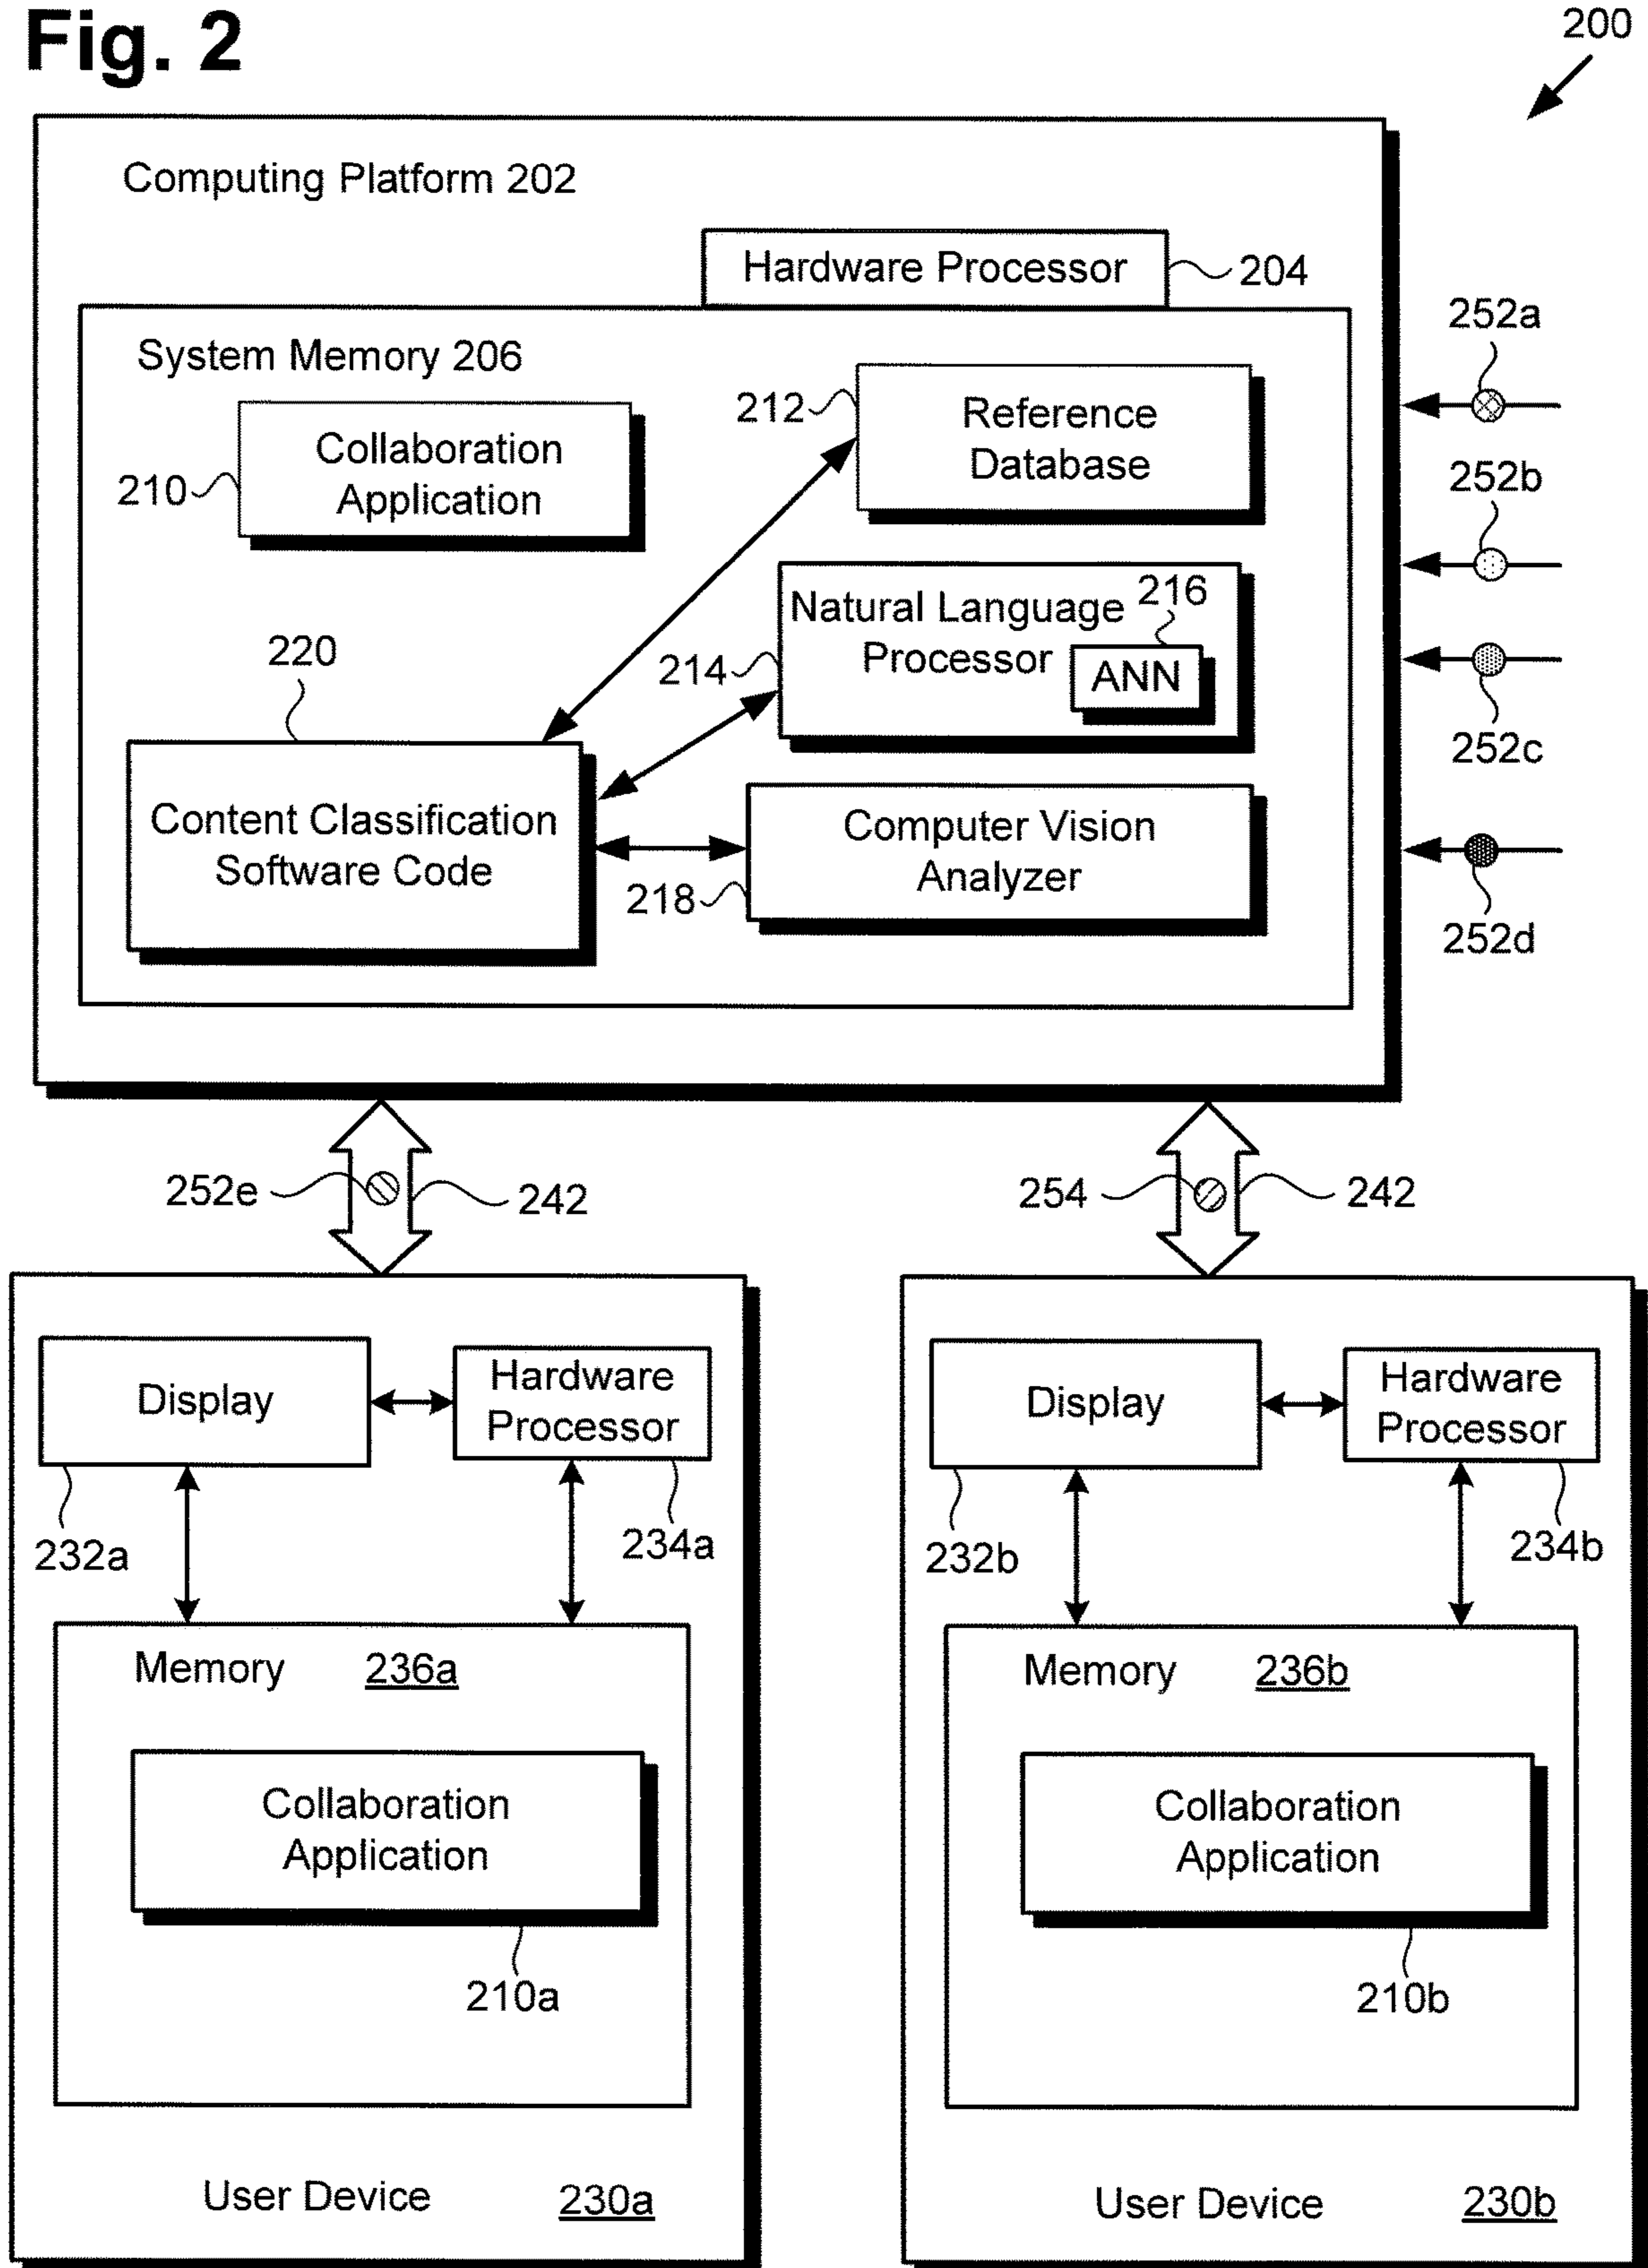 Fig. 2
200
Computing Platform 202
Hardware Processor
204
System Memory 206
252a
212
Reference
Database
Collaboration
Application
210
252b
216
Natural Language
Processor
ANN
214
220
252c
Content Classification
Software Code
Computer Vision
Analyzer
218
252d
252e
242
254
242
Display
Hardware
Processor
232a
234a
Memory 236a
Collaboration
Application
210a
User Device 230a
Display
Hardware
Processor
232b
234b
Memory 236b
Collaboration
Application
210b
User Device 230b